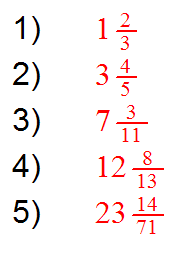 1) 1 2/3
2) 3 4/5
3) 7 3/11
4) 12 8/13
5) 23 14/71